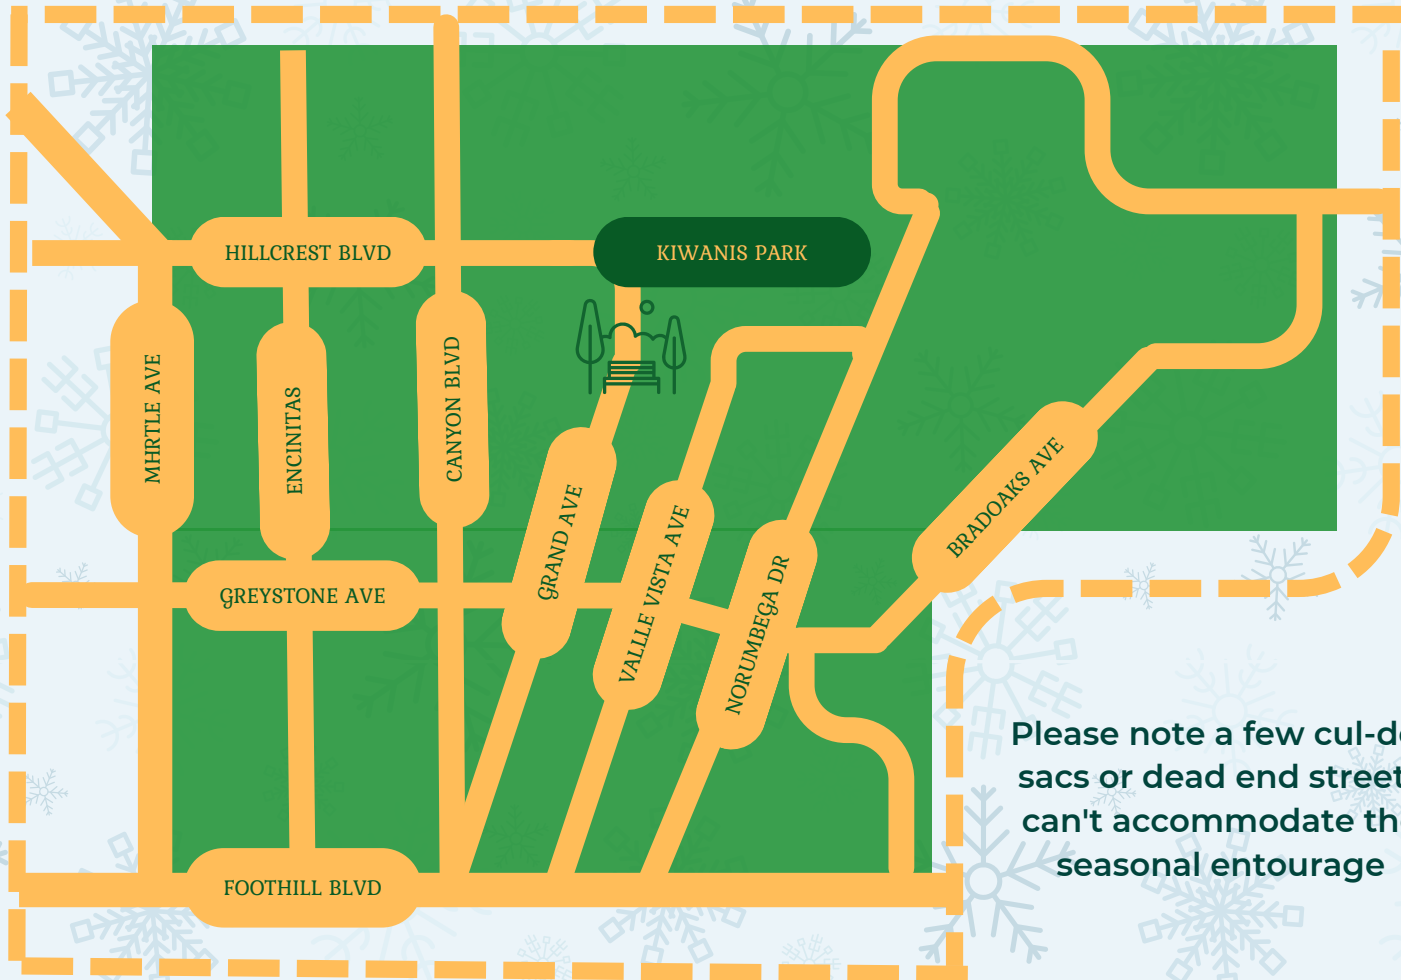 HILLCREST BLVD
KIWANIS PARK
MHRTLE AVE
ENCINITAS
CANYON BLVD
GRAND AVE
VALLLE VISTA AVE
NORUMBEGA DR
BRADOAKS AVE
GREYSTONE AVE
FOOTHILL BLVD
Please note a few cul-d
sacs or dead end street
can't accommodate th
seasonal entourage